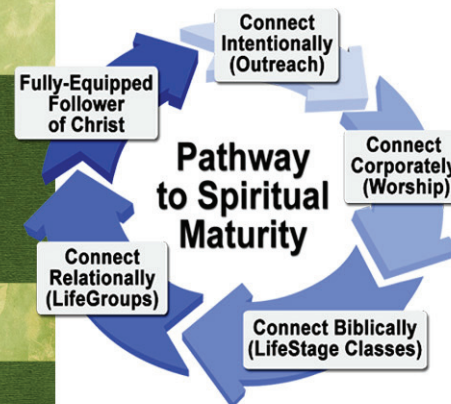 Connect
Intentionally
(Outreach)
Connect
Corporately
(Worship)
Connect Biblically
(LifeStage Classes)
Connect
Relationally
(LifeGroups)
Fully-Equipped
Follower
of Christ
Pathway
to Spiritual
Maturity